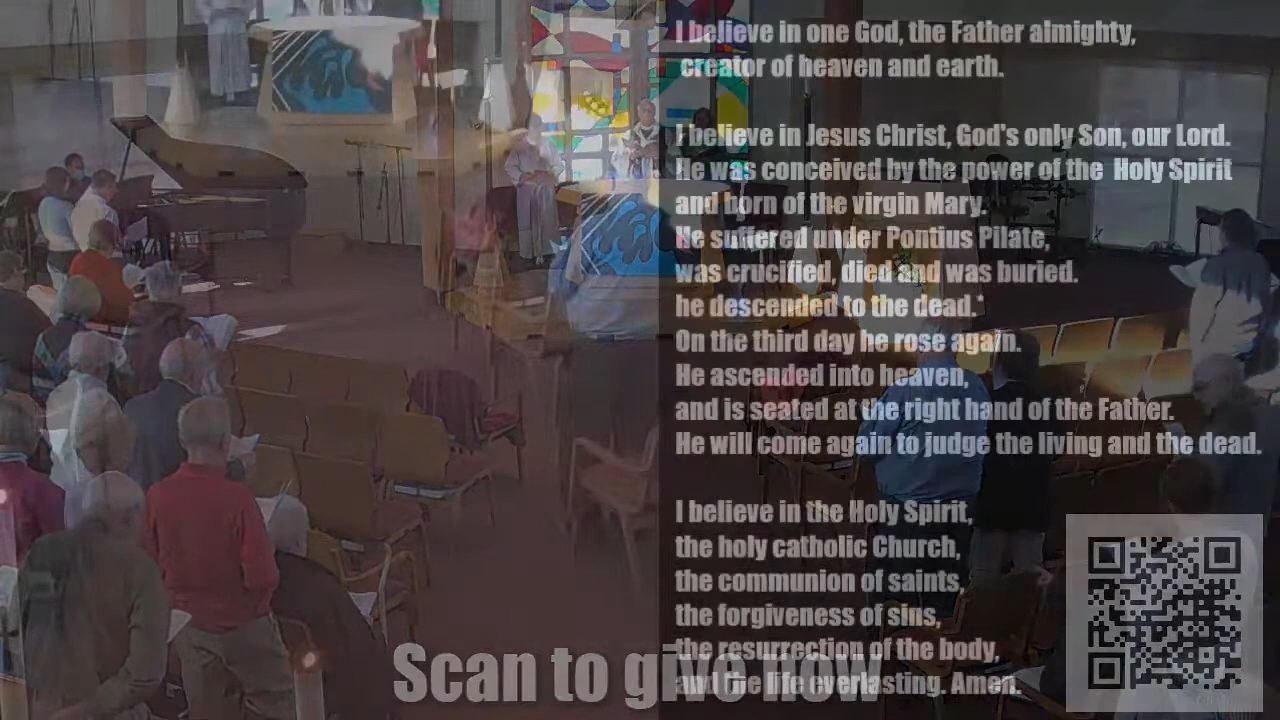 I believe in one God, the Father almighty,
creator of heaven and earth.
I believe in Jesus Christ, God's only Son, our Lord.
He was conceived by the power of the Holy Spirit
and born of the virgin Mary.
He suffered under Pontius Pilate,
was crucified, died and was buried.
he descended to the dead.*
On the third day he rose again.
He ascended into heaven,
and is seated at the right hand of the Father.
He will come again to judge the living and the dead.
I believe in the Holy Spirit,
the holy catholic Church,
the communion of saints,
the forgiveness of sins,
the resurrection of the body,
and the life everlasting. Amen.
Scan to give now